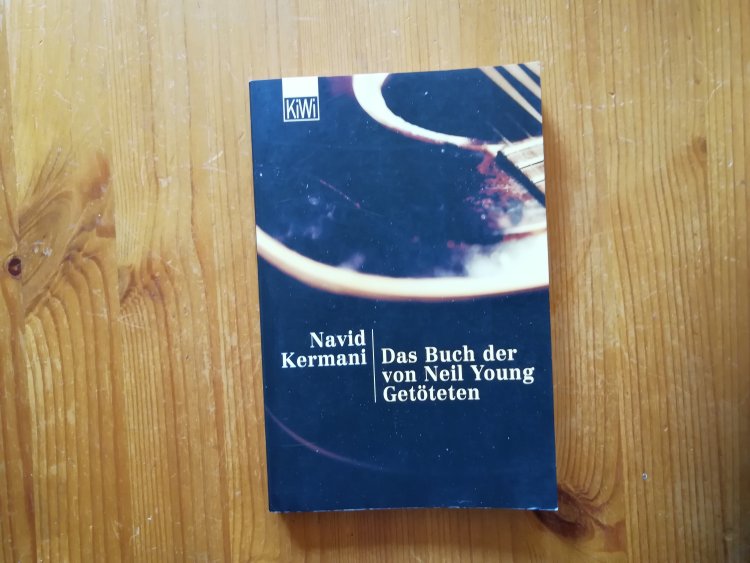 KiWi
Navid
Kermani
Das Buch der
von Neil Young
Getöteten